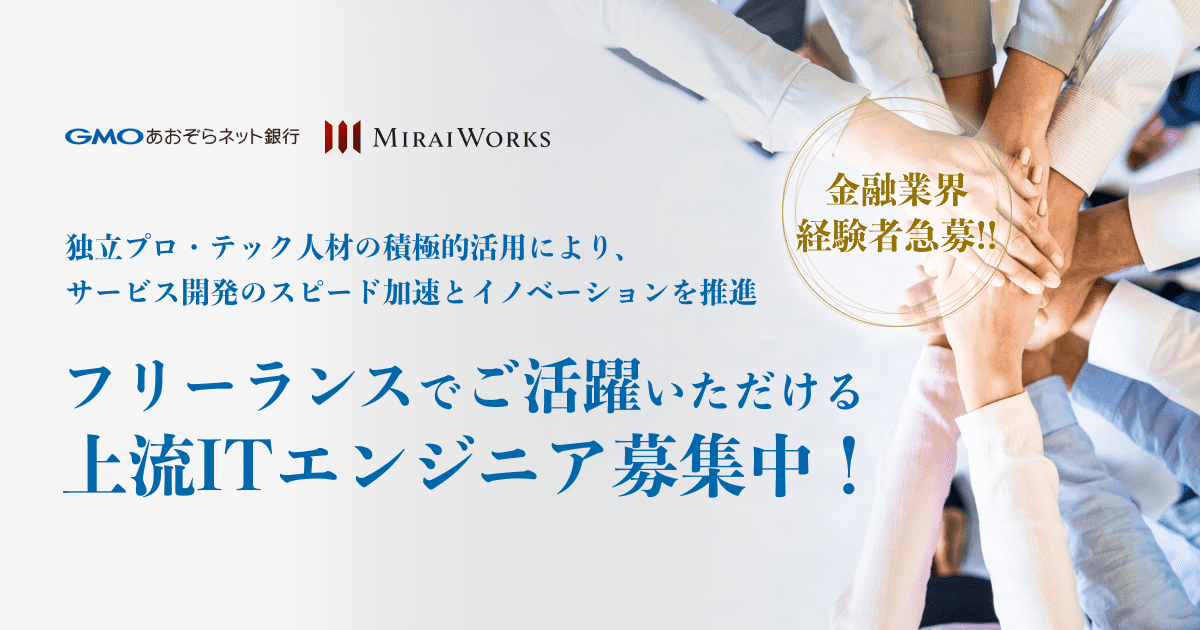 GMOあおぞらネット銀行 MIRAIWORKS
金融業界
経験者急募!!
独立プロ・テック人材の積極的活用により、
サービス開発のスピード加速とイノベーションを推進
フリーランスでご活躍いただける
上流ITエンジニア募集中！